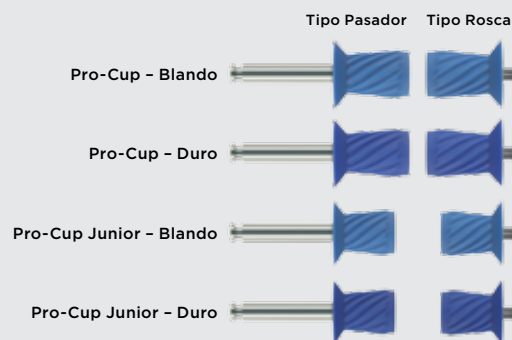 Tipo Pasador Tipo Rosca
Pro-Cup – Blando
Pro-Cup – Duro
Pro-Cup Junior – Blando
Pro-Cup Junior – Duro